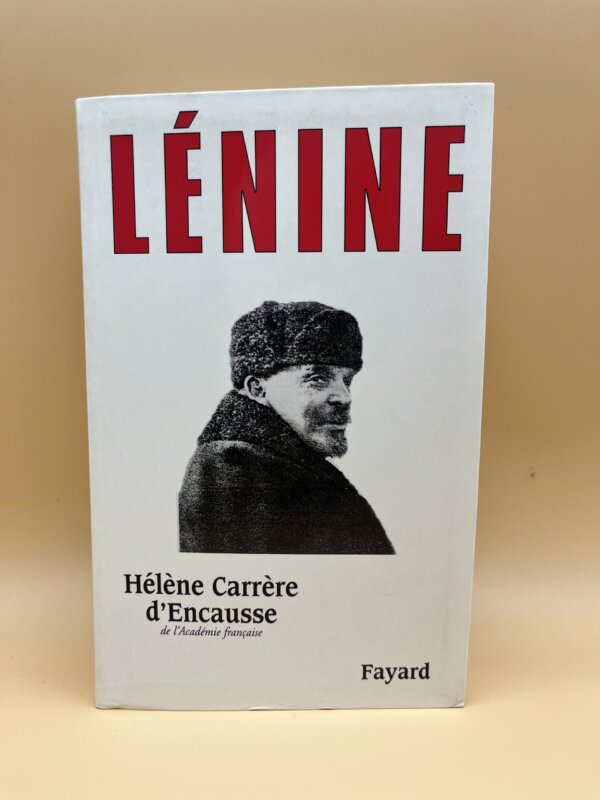 LÉNINE
Hélène Carrère
d'Encausse
de l'Académie française
Fayard